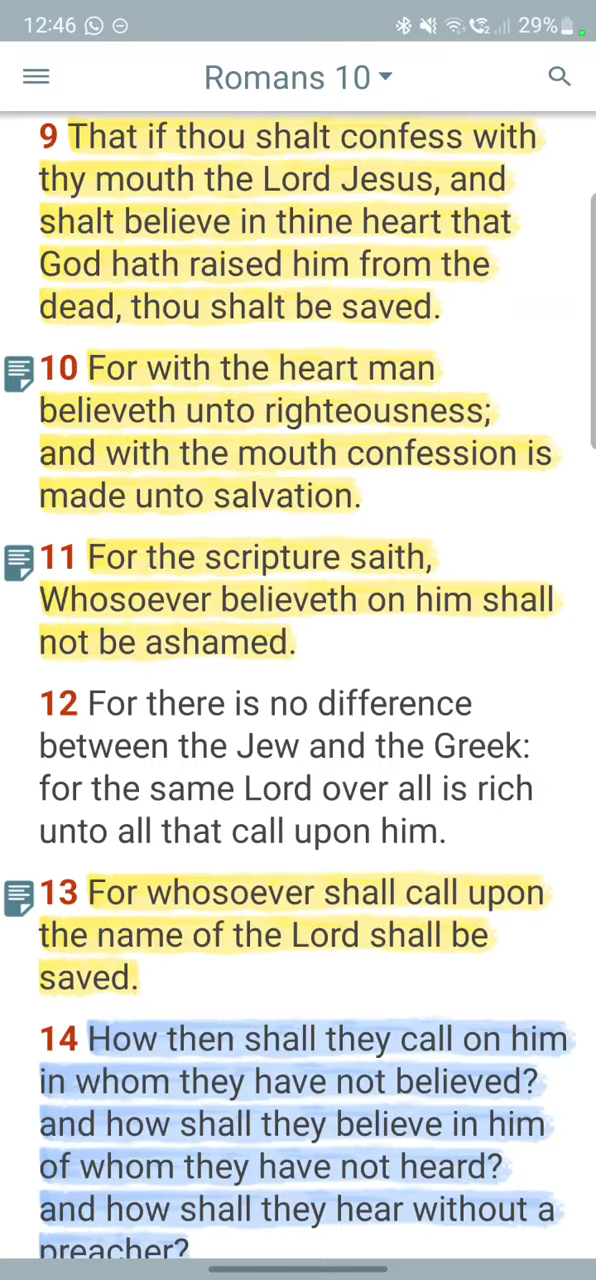 12:46 29%
Romans 10
9 That if thou shalt confess with
thy mouth the Lord Jesus, and
shalt believe in thine heart that
God hath raised him from the
dead, thou shalt be saved.
10 For with the heart man
believeth unto righteousness;
and with the mouth confession is
made unto salvation.
11 For the scripture saith,
Whosoever believeth on him shall
not be ashamed.
12 For there is no difference
between the Jew and the Greek:
for the same Lord over all is rich
unto all that call upon him.
13 For whosoever shall call upon
the name of the Lord shall be
saved.
14 How then shall they call on him
in whom they have not believed?
and how shall they believe in him
of whom they have not heard?
and how shall they hear without a
preacher?